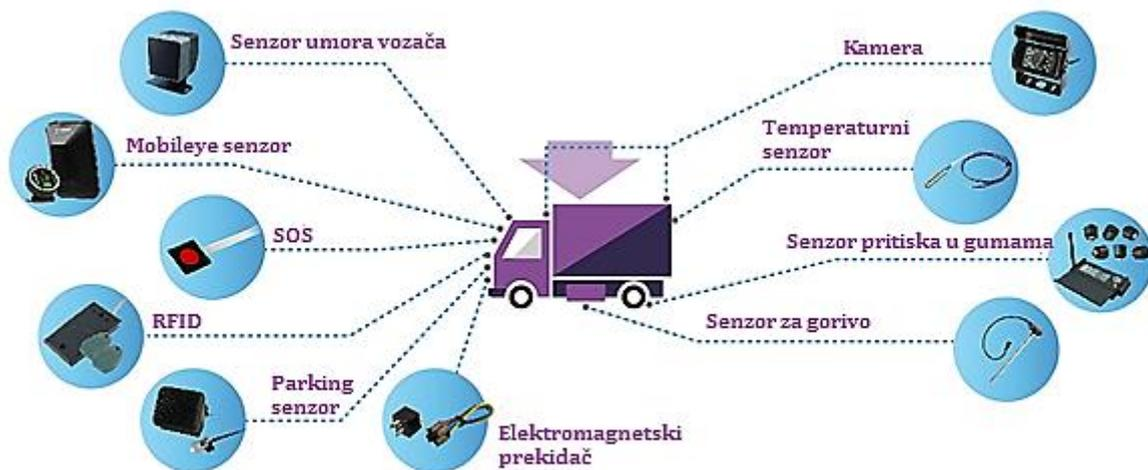 Senzor umora vozača
Kamera
Mobileye senzor
Temperaturni
senzor
SOS
Senzor pritiska u gumama
RFID
Senzor za gorivo
Parking
senzor
Elektromagnetski
prekidač